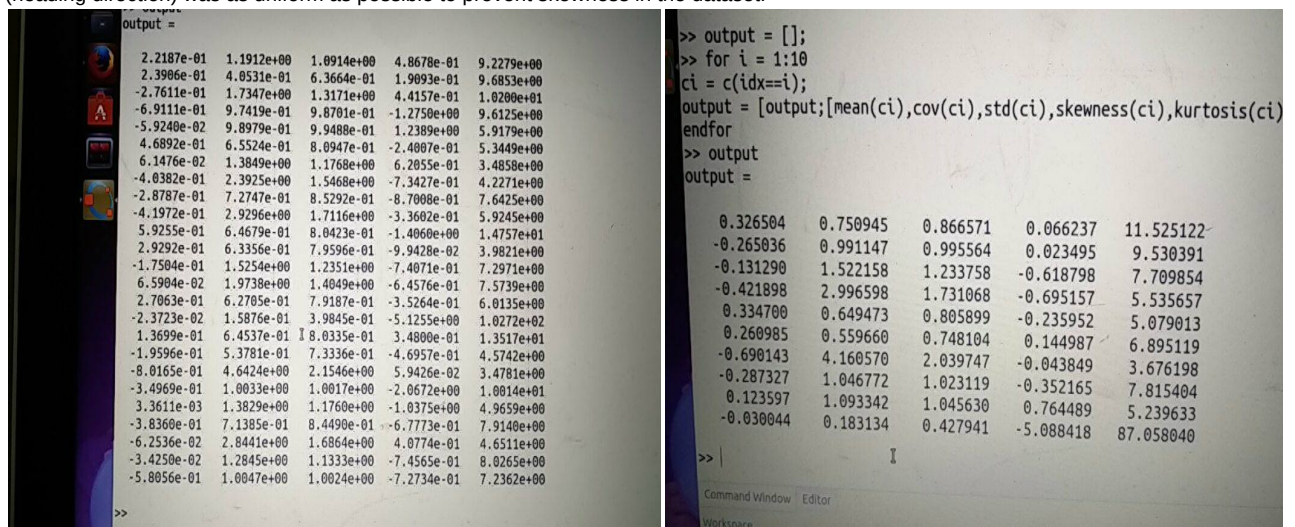 (heading direction) was as uniform as possible to prevent skewness in the dataset.
>> output
output =
2.2187e-01 1.1912e+00 1.0914e+00 4.8678e-01 9.2279e+00
2.3906e-01 4.0531e-01 6.3664e-01 1.9093e-01 9.6853e+00
-2.7611e-01 1.7347e+00 1.3171e+00 4.4157e-01 1.0200e+01
-6.9111e-01 9.7419e-01 9.8701e-01 -1.2750e+00 9.6125e+00
-5.9240e-02 9.8979e-01 9.9488e-01 1.2389e+00 5.9179e+00
4.6892e-01 6.5524e-01 8.0947e-01 -2.4007e-01 5.3449e+00
6.1476e-02 1.3849e+00 1.1768e+00 6.2055e-01 3.4858e+00
-4.0382e-01 2.3925e+00 1.5468e+00 -7.3427e-01 4.2271e+00
-2.8787e-01 7.2747e-01 8.5292e-01 -8.7008e-01 7.6425e+00
-4.1972e-01 2.9296e+00 1.7116e+00 -3.3602e-01 5.9245e+00
5.9255e-01 6.4679e-01 8.0423e-01 -1.4060e+00 1.4757e+01
2.9292e-01 6.3356e-01 7.9596e-01 -9.9428e-02 3.9821e+00
-1.7504e-01 1.5254e+00 1.2351e+00 -7.4071e-01 7.2971e+00
6.5904e-02 1.9738e+00 1.4049e+00 -6.4576e-01 7.5739e+00
2.7063e-01 6.2705e-01 7.9187e-01 -3.5264e-01 6.0135e+00
-2.3723e-02 1.5876e-01 3.9845e-01 -5.1255e+00 1.0272e+02
1.3699e-01 6.4537e-01 8.0335e-01 3.4800e-01 1.3517e+01
-1.9596e-01 5.3781e-01 7.3336e-01 -4.6957e-01 4.5742e+00
-8.0165e-01 4.6424e+00 2.1546e+00 5.9426e-02 3.4781e+00
-3.4969e-01 1.0033e+00 1.0017e+00 -2.0672e+00 1.0014e+01
3.3611e-03 1.3829e+00 1.1760e+00 -1.0375e+00 4.9659e+00
-3.8360e-01 7.1385e-01 8.4490e-01 -6.6773e-01 7.9140e+00
-6.2536e-02 2.8441e+00 1.6864e+00 4.0774e-01 4.6511e+00
-3.4250e-02 1.2845e+00 1.1333e+00 -7.4565e-01 8.0265e+00
-5.8056e-01 1.0047e+00 1.0024e+00 -7.2734e-01 7.2362e+00
>>
>> output = [];
>> for i = 1:10
ci = c(idx==i);
output = [output;[mean(ci),cov(ci),std(ci),skewness(ci),kurtosis(ci)
endfor
>> output
output =
0.326504 0.750945 0.866571 0.066237 11.525122
-0.265036 0.991147 0.995564 0.023495 9.530391
-0.131290 1.522158 1.233758 -0.618798 7.709854
-0.421898 2.996598 1.731068 -0.695157 5.535657
0.334700 0.649473 0.805899 -0.235952 5.079013
0.260985 0.559660 0.748104 0.144987 6.895119
-0.690143 4.160570 2.039747 -0.043849 3.676198
-0.287327 1.046772 1.023119 -0.352165 7.815404
0.123597 1.093342 1.045630 0.764489 5.239633
-0.030044 0.183134 0.427941 -5.088418 87.058040
>>
Command Window Editor
Workspace